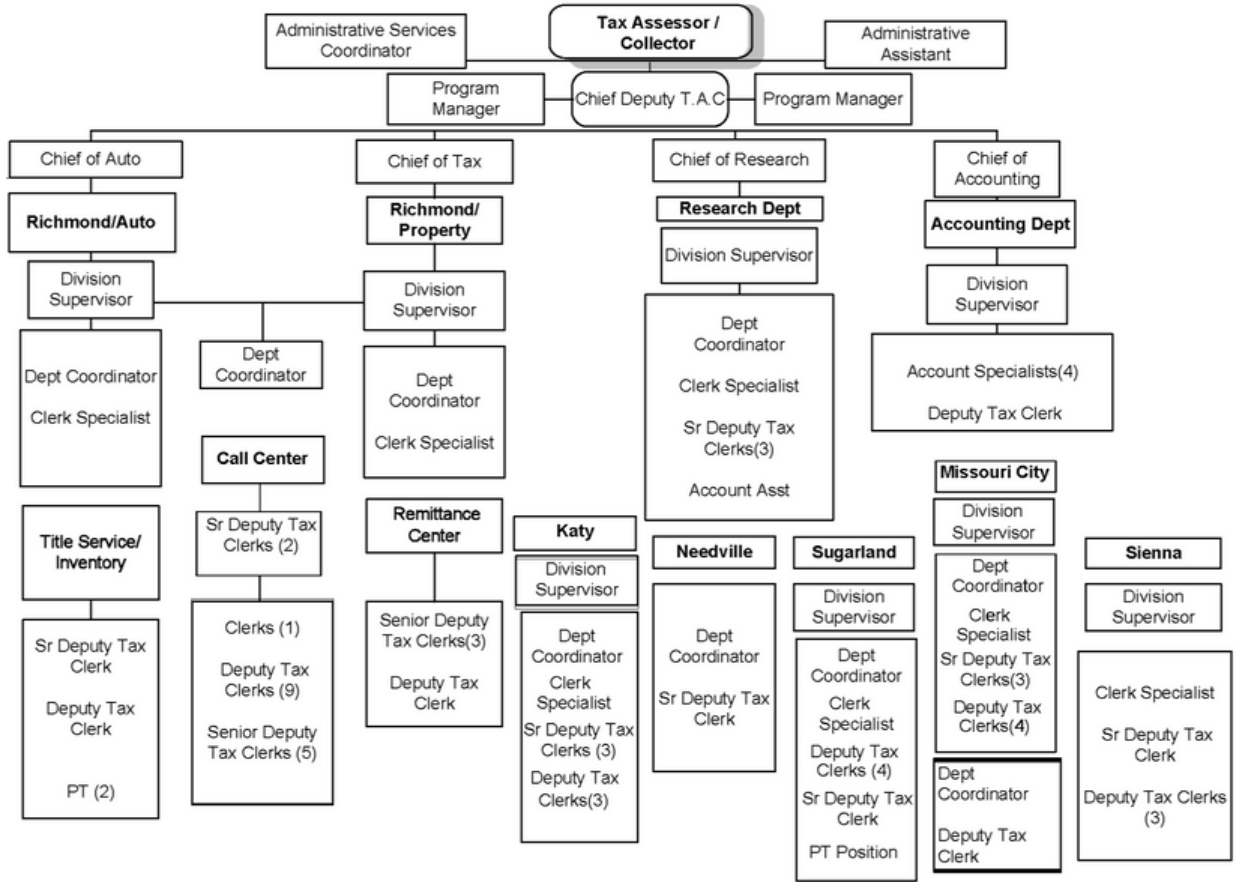 Tax Assessor /
Collector
Administrative Services
Coordinator
Administrative
Assistant
Program
Manager
Chief Deputy T.A.C
Program Manager
Chief of Auto
Chief of Tax
Chief of Research
Chief of
Accounting
Richmond/Auto
Richmond/
Property
Research Dept
Accounting Dept
Division
Supervisor
Division
Supervisor
Division Supervisor
Division
Supervisor
Dept Coordinator
Clerk Specialist
Dept
Coordinator
Dept
Coordinator
Clerk Specialist
Dept
Coordinator
Clerk Specialist
Sr Deputy Tax
Clerks(3)
Account Asst
Account Specialists(4)
Deputy Tax Clerk
Title Service/
Inventory
Sr Deputy Tax
Clerk
Deputy Tax
Clerk
PT (2)
Call Center
Sr Deputy Tax
Clerks (2)
Clerks (1)
Deputy Tax
Clerks (9)
Senior Deputy
Tax Clerks (5)
Remittance
Center
Senior Deputy
Tax Clerks(3)
Deputy Tax
Clerk
Katy
Division
Supervisor
Dept
Coordinator
Clerk
Specialist
Sr Deputy Tax
Clerks (3)
Deputy Tax
Clerks(3)
Needville
Dept
Coordinator
Sr Deputy Tax
Clerk
Sugarland
Division
Supervisor
Dept
Coordinator
Clerk
Specialist
Deputy Tax
Clerks (4)
Sr Deputy Tax
Clerk
PT Position
Missouri City
Division
Supervisor
Dept
Coordinator
Clerk
Specialist
Sr Deputy Tax
Clerks(3)
Deputy Tax
Clerks(4)
Dept
Coordinator
Deputy Tax
Clerk
Sienna
Division
Supervisor
Clerk Specialist
Sr Deputy Tax
Clerk
Deputy Tax Clerks
(3)